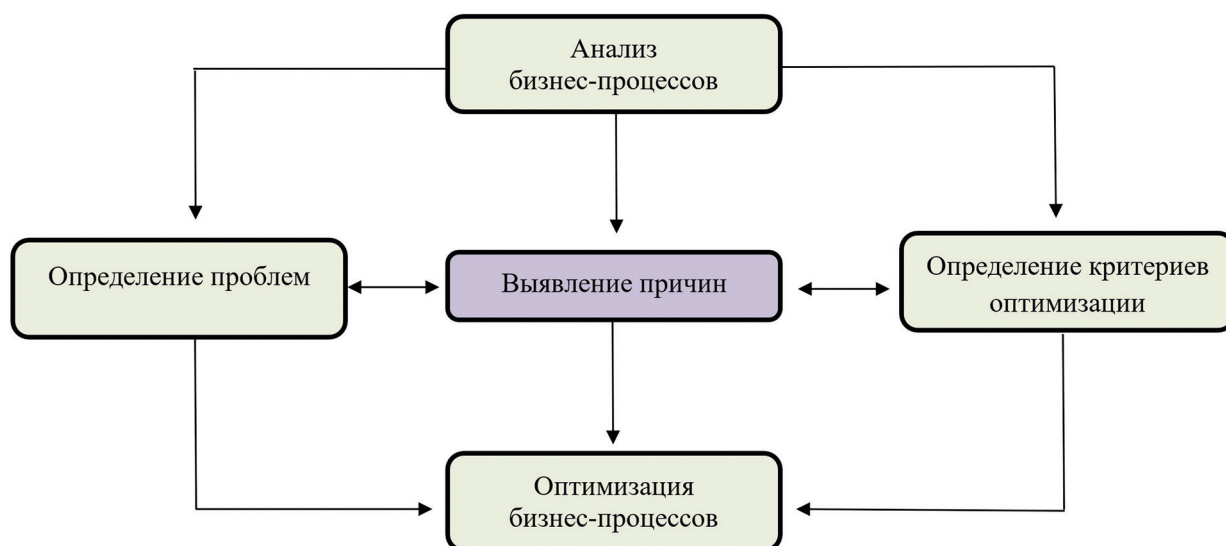 Анализ
бизнес-процессов
Определение проблем
Выявление причин
Определение критериев
оптимизации
Оптимизация
бизнес-процессов